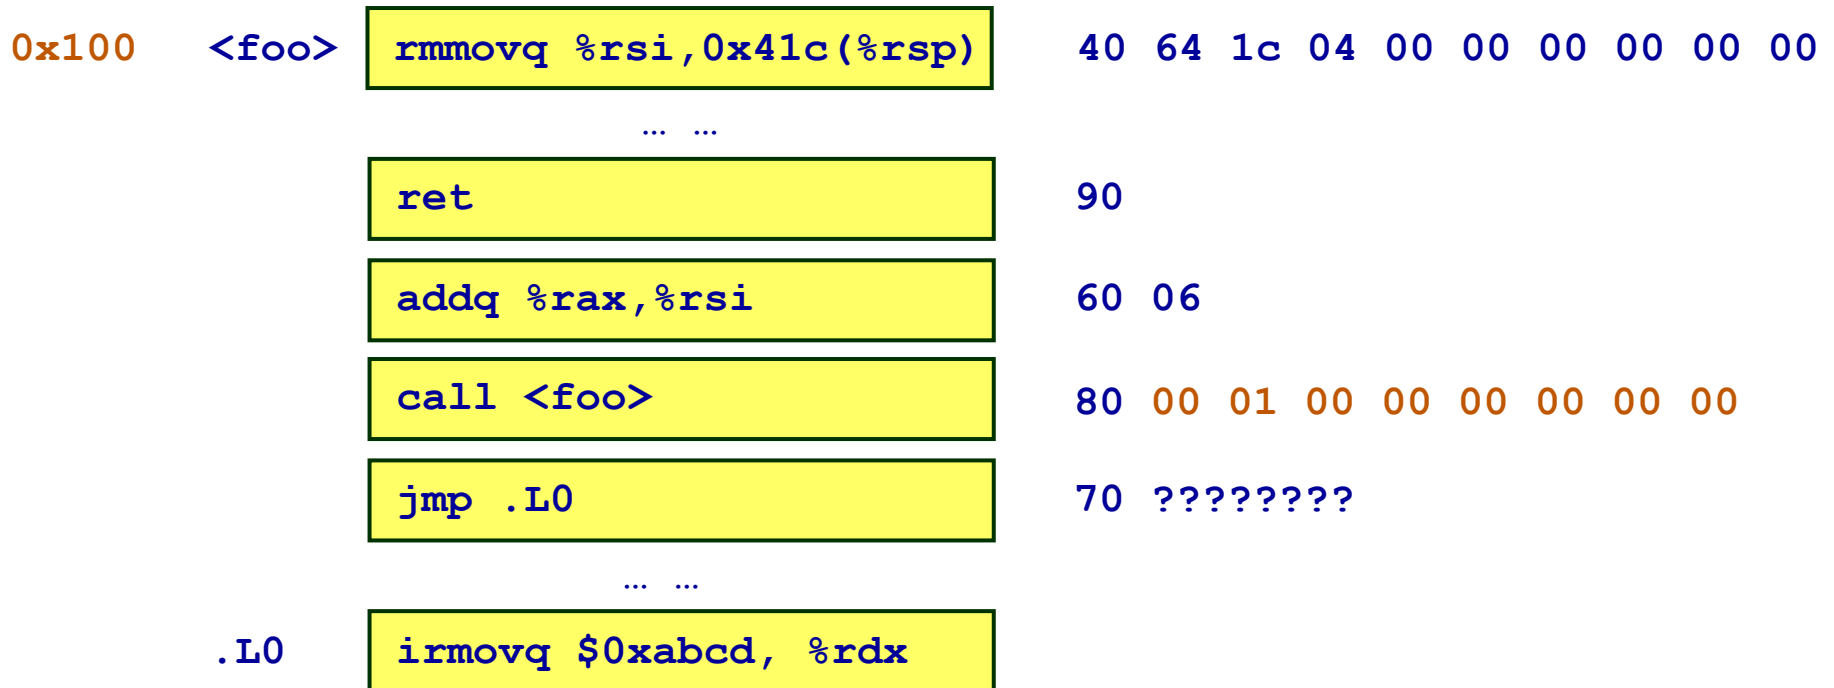 0x100 <foo> rmmovq %rsi,0x41c(%rsp) 40 64 1c 04 00 00 00 00 00 00
… …
ret 90
addq %rax,%rsi 60 06
call <foo> 80 00 01 00 00 00 00 00 00
jmp .L0 70 ????????
… …
.L0 irmovq $0xabcd, %rdx